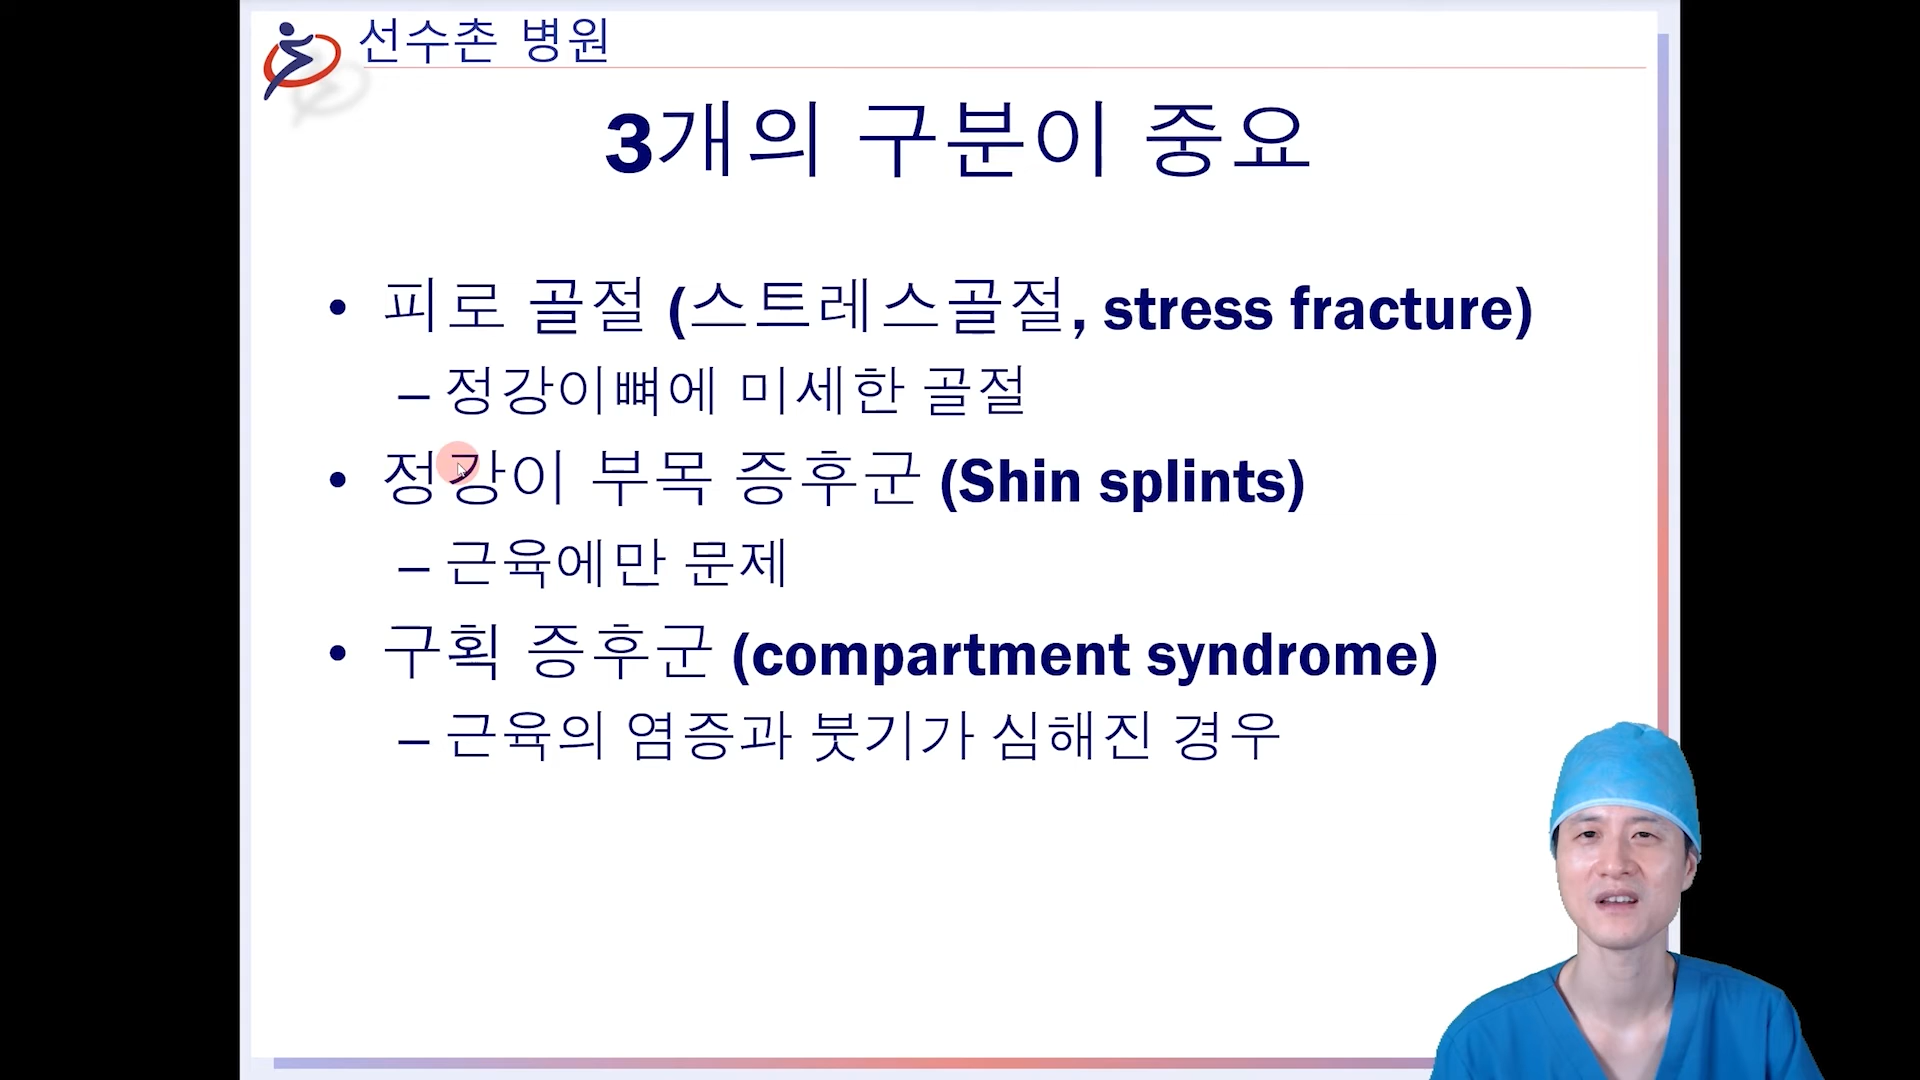 선수촌 병원
3개의 구분이 중요
• 피로 골절 (스트레스골절, stress fracture)
– 정강이뼈에 미세한 골절
• 정강이 부목 증후군 (Shin splints)
– 근육에만 문제
• 구획 증후군 (compartment syndrome)
– 근육의 염증과 붓기가 심해진 경우